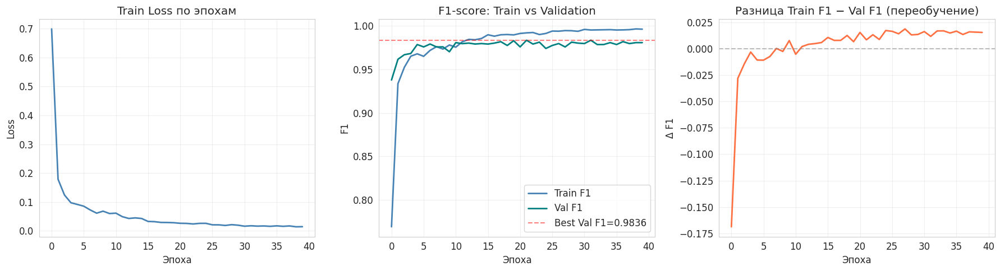 Train Loss по эпохам
Loss
0.7
0.6
0.5
0.4
0.3
0.2
0.1
0.0
0 5 10 15 20 25 30 35 40
Эпоха
F1-score: Train vs Validation
F1
1.00
0.95
0.90
0.85
0.80
Train F1
Val F1
Best Val F1=0.9836
0 5 10 15 20 25 30 35 40
Эпоха
Разница Train F1 − Val F1 (переобучение)
Δ F1
0.025
0.000
−0.025
−0.050
−0.075
−0.100
−0.125
−0.150
−0.175
0 5 10 15 20 25 30 35 40
Эпоха